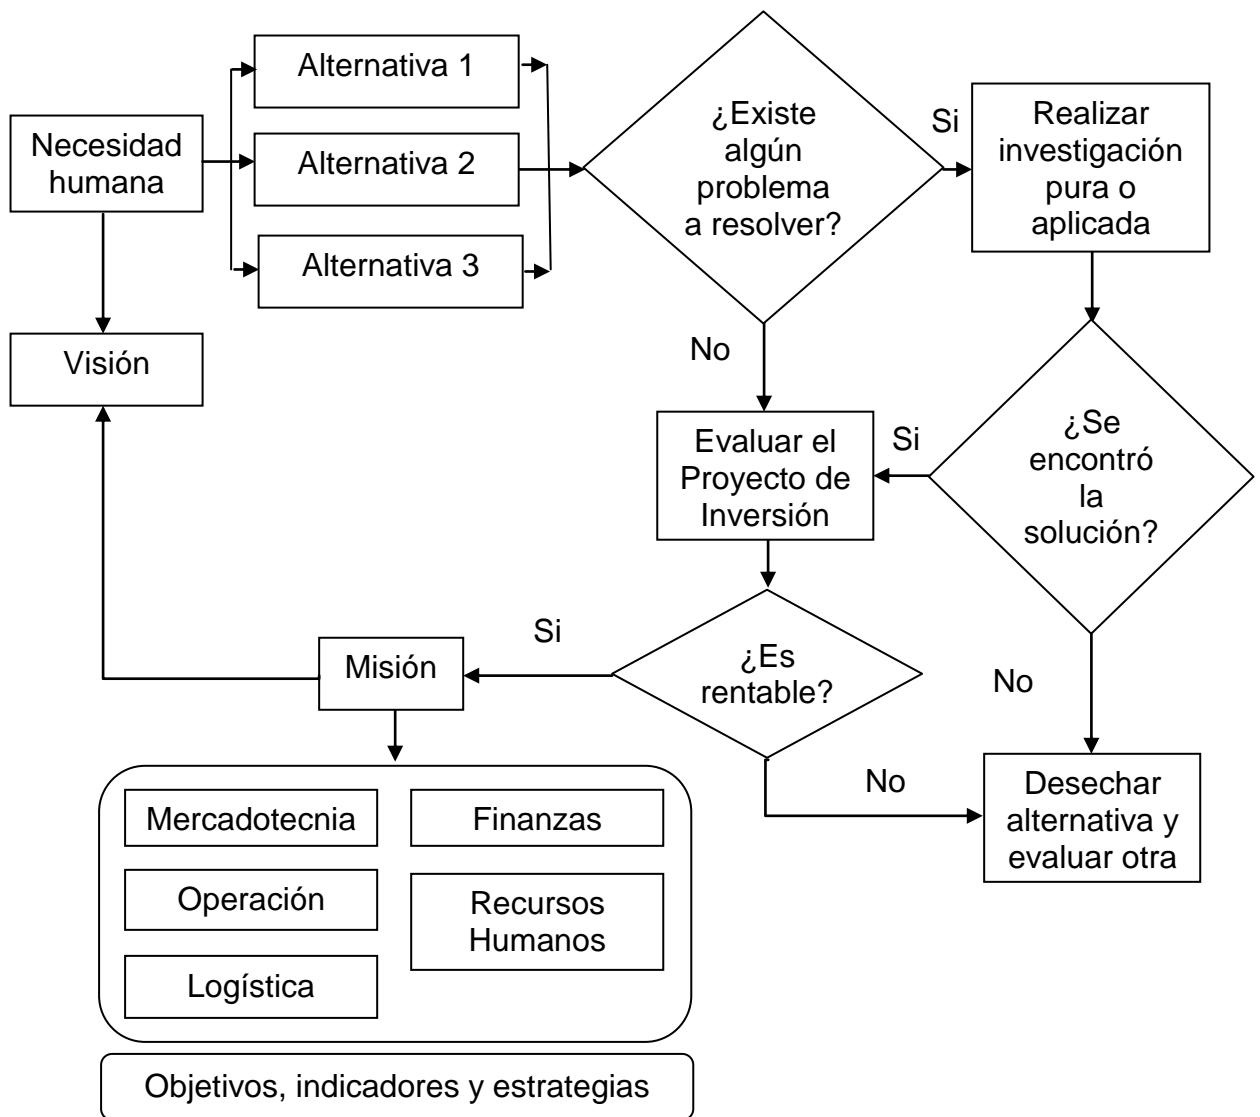 Necesidad
humana
Alternativa 1
Alternativa 2
Alternativa 3
¿Existe
algún
problema
a resolver?
Si
Realizar
investigación
pura o
aplicada
Visión
No
Evaluar el
Proyecto de
Inversión
Si
¿Se
encontró
la
solución?
Misión
Si
¿Es
rentable?
No
No
Desechar
alternativa y
evaluar otra
Mercadotecnia
Finanzas
Operación
Recursos
Humanos
Logística
Objetivos, indicadores y estrategias